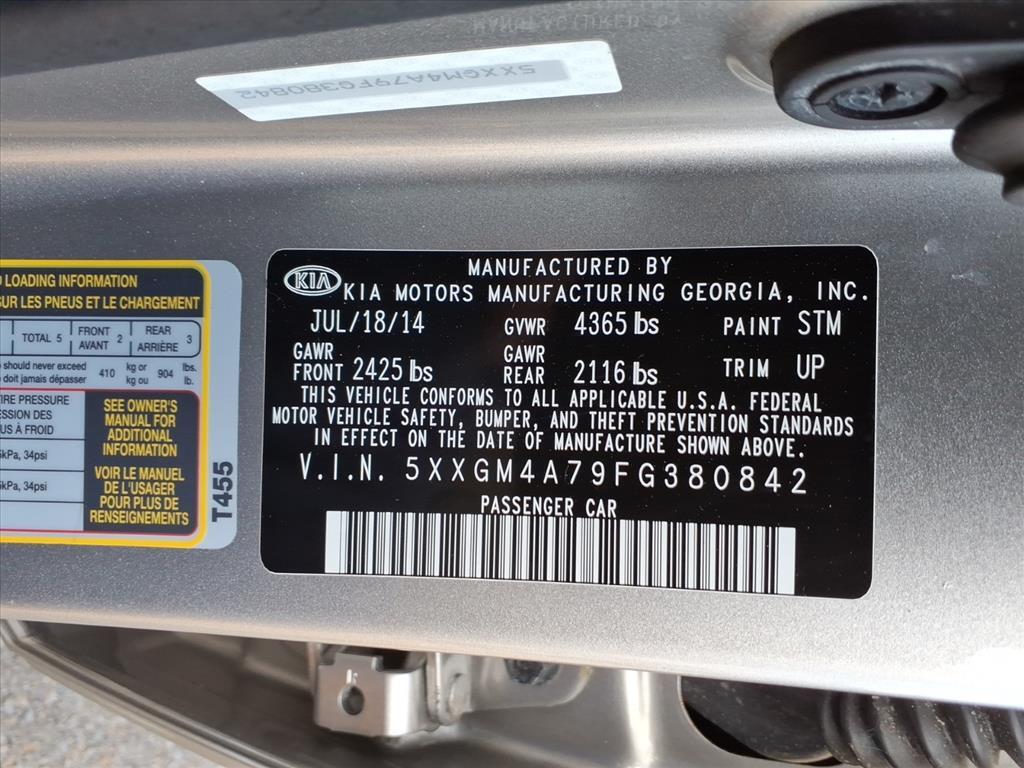 MANUFACTURED BY
5XXGM4A79FG380842
MANUFACTURED BY
KIA
KIA MOTORS MANUFACTURING GEORGIA, INC.
JUL/18/14 GVWR 4365 lbs PAINT STM
GAWR FRONT 2425 lbs GAWR REAR 2116 lbs TRIM UP
THIS VEHICLE CONFORMS TO ALL APPLICABLE U.S.A. FEDERAL
MOTOR VEHICLE SAFETY, BUMPER, AND THEFT PREVENTION STANDARDS
IN EFFECT ON THE DATE OF MANUFACTURE SHOWN ABOVE.
V.I.N. 5XXGM4A79FG380842
PASSENGER CAR
LOADING INFORMATION
SUR LES PNEUS ET LE CHARGEMENT
TOTAL 5 FRONT AVANT 2 REAR ARRIÈRE 3
should never exceed
doit jamais dépasser 410 kg or kg ou 904 lbs. lb.
TIRE PRESSURE
DES
À FROID
kPa, 34psi
kPa, 34psi
SEE OWNER'S
MANUAL FOR
ADDITIONAL
INFORMATION
VOIR LE MANUEL
DE L'USAGER
POUR PLUS DE
RENSEIGNEMENTS
T455